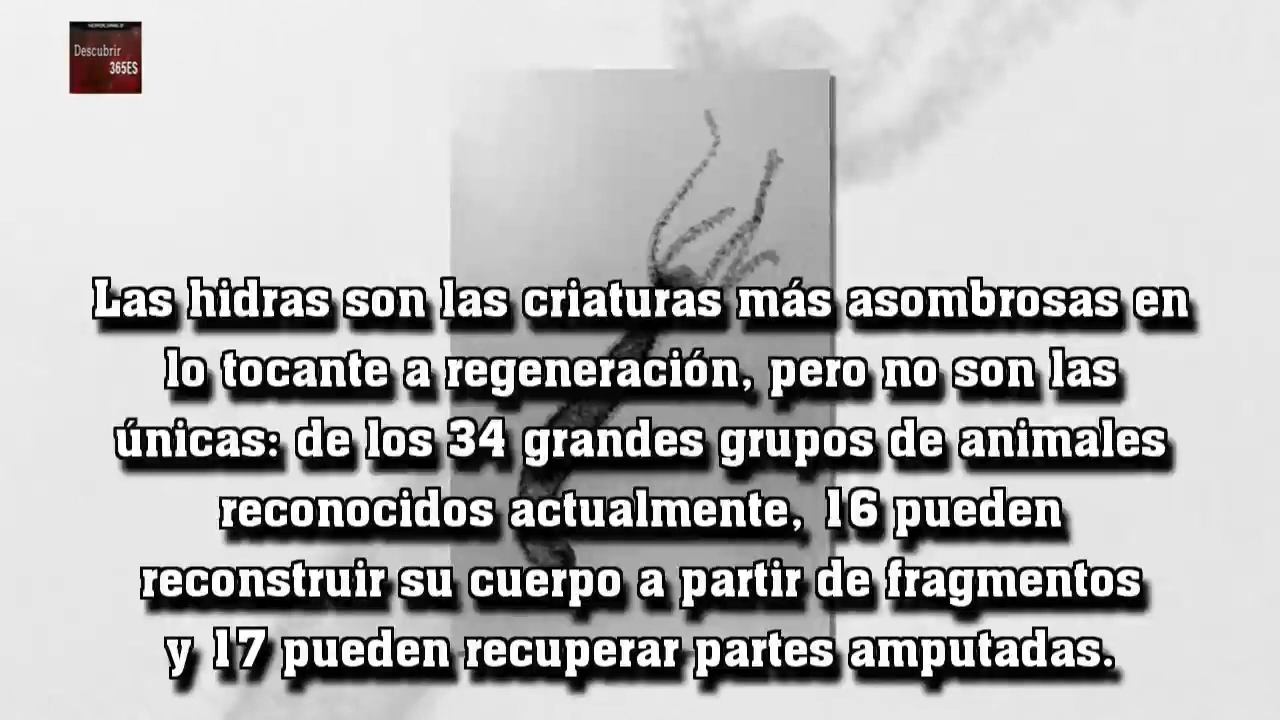 Descubrir
365ES
Las hidras son las criaturas más asombrosas en
lo tocante a regeneración, pero no son las
únicas: de los 34 grandes grupos de animales
reconocidos actualmente, 16 pueden
reconstruir su cuerpo a partir de fragmentos
y 17 pueden recuperar partes amputadas.